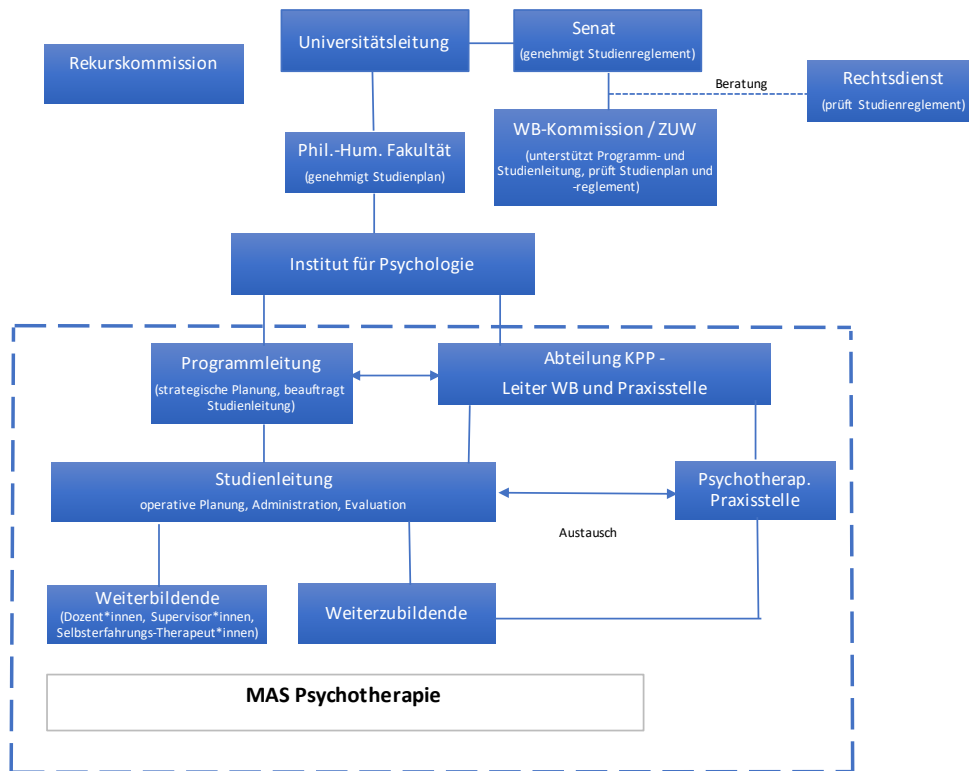 Universitätsleitung
Senat
(genehmigt Studienreglement)
Rekurskommission
Beratung
Rechtsdienst
(prüft Studienreglement)
WB-Kommission / ZUW
(unterstützt Programm- und
Studienleitung, prüft Studienplan und
-reglement)
Phil.-Hum. Fakultät
(genehmigt Studienplan)
Institut für Psychologie
Programmleitung
(strategische Planung, beauftragt
Studienleitung)
Abteilung KPP -
Leiter WB und Praxisstelle
Studienleitung
operative Planung, Administration, Evaluation
Psychotherap.
Praxisstelle
Austausch
Weiterbildende
(Dozent*innen, Supervisor*innen,
Selbsterfahrungs-Therapeut*innen)
Weiterzubildende
MAS Psychotherapie